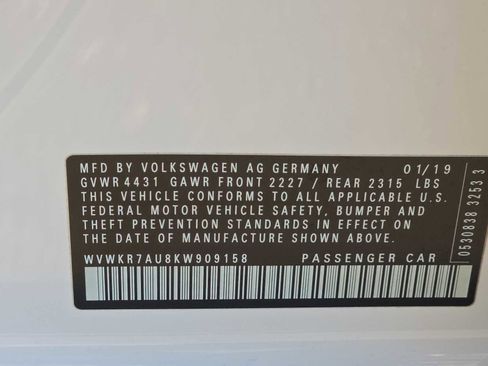 MFD BY VOLKSWAGEN AG GERMANY 01/19
GVWR 4431 GAWR FRONT 2227 / REAR 2315 LBS
THIS VEHICLE CONFORMS TO ALL APPLICABLE U.S.
FEDERAL MOTOR VEHICLE SAFETY, BUMPER AND
THEFT PREVENTION STANDARDS IN EFFECT ON
THE DATE OF MANUFACTURE SHOWN ABOVE.
WVWKR7AU8KW909158 PASSENGER CAR
0530838 3253 3